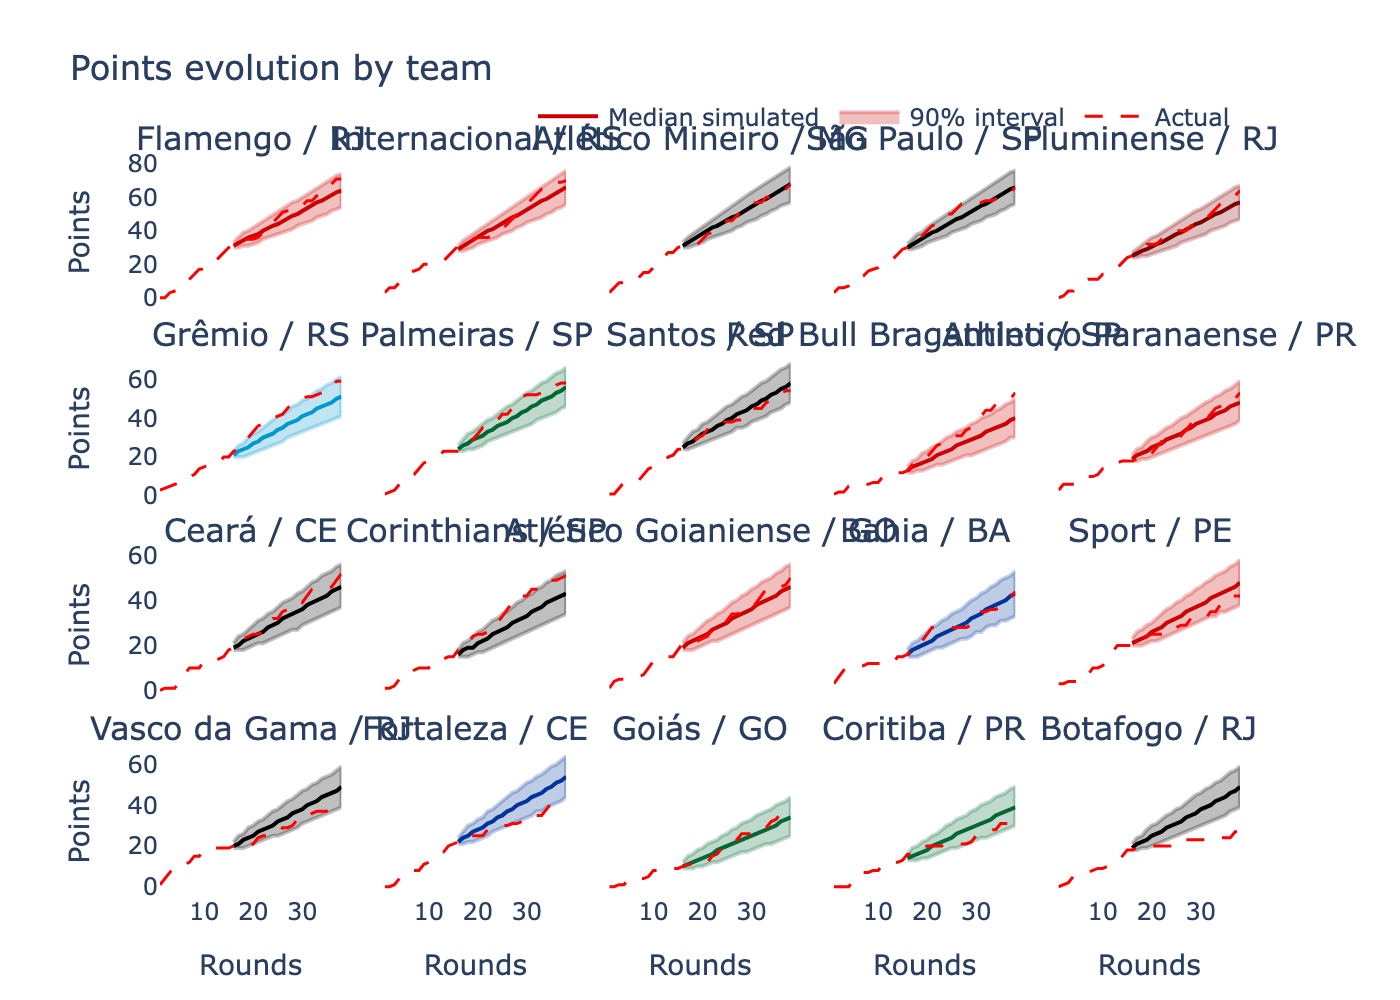 Points evolution by team
Median simulated 90% interval Actual
Flamengo / RJ Internacional / RS Atlético Mineiro / MG São Paulo / SP Fluminense / RJ
80
60
40
20
0
Points
Grêmio / RS Palmeiras / SP Santos / SP Red Bull Bragantino / SP Athletico Paranaense / PR
60
40
20
0
Points
Ceará / CE Corinthians / SP Atlético Goianiense / GO Bahia / BA Sport / PE
60
40
20
0
Points
Vasco da Gama / RJ Fortaleza / CE Goiás / GO Coritiba / PR Botafogo / RJ
60
40
20
0
Points
10 20 30 10 20 30 10 20 30 10 20 30 10 20 30
Rounds Rounds Rounds Rounds Rounds